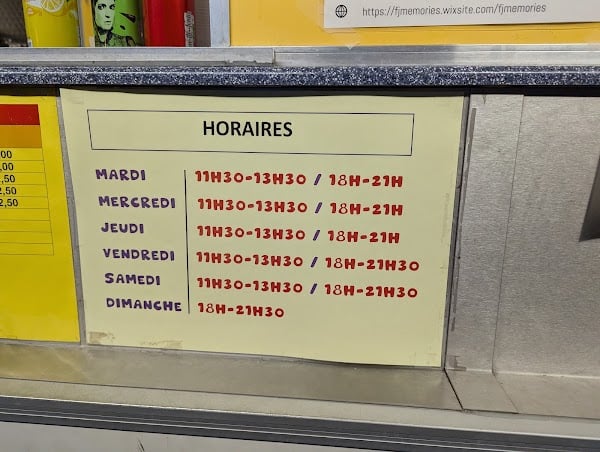 https://fjmemories.wixsite.com/fjmemories
HORAIRES
MARDI 11H30-13H30 / 18H-21H
MERCREDI 11H30-13H30 / 18H-21H
JEUDI 11H30-13H30 / 18H-21H
VENDREDI 11H30-13H30 / 18H-21H30
SAMEDI 11H30-13H30 / 18H-21H30
DIMANCHE 18H-21H30